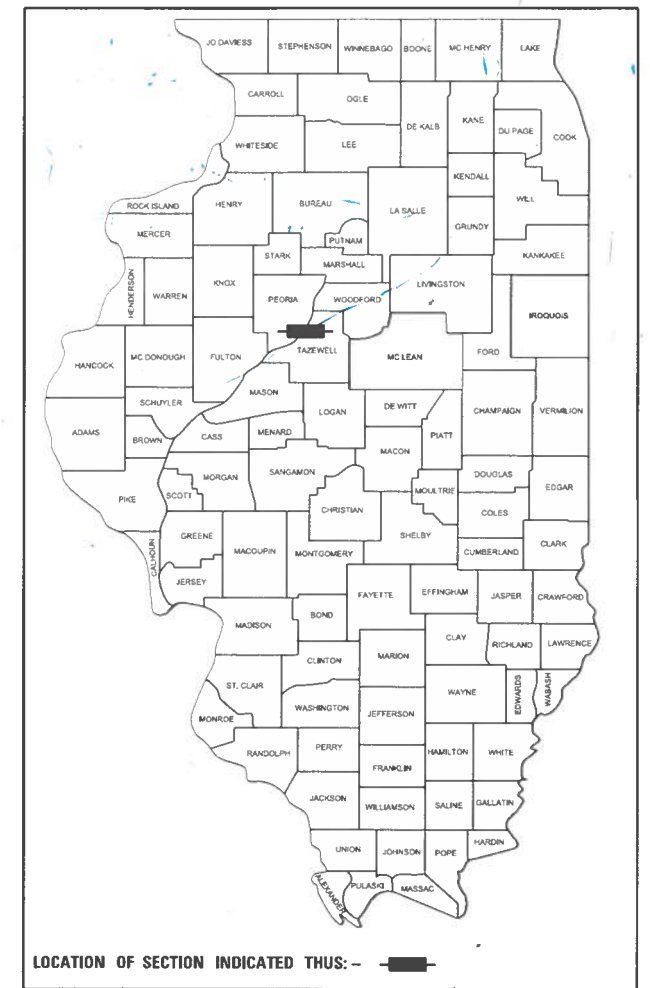 JO DAVIESS
STEPHENSON
WINNEBAGO
BOONE
MC HENRY
LAKE
CARROLL
OGLE
DE KALB
KANE
DU PAGE
COOK
WHITESIDE
LEE
KENDALL
WILL
ROCK ISLAND
HENRY
BUREAU
LA SALLE
GRUNDY
MERCER
PUTNAM
STARK
MARSHALL
KANKAKEE
HENDERSON
WARREN
KNOX
PEORIA
WOODFORD
LIVINGSTON
IROQUOIS
HANCOCK
MC DONOUGH
FULTON
TAZEWELL
MC LEAN
FORD
SCHUYLER
MASON
LOGAN
DE WITT
CHAMPAIGN
VERMILION
ADAMS
BROWN
CASS
MENARD
PIATT
MACON
PIKE
SCOTT
MORGAN
SANGAMON
CHRISTIAN
MOULTRIE
DOUGLAS
EDGAR
COLES
CALHOUN
GREENE
MACOUPIN
MONTGOMERY
SHELBY
CUMBERLAND
CLARK
JERSEY
FAYETTE
EFFINGHAM
JASPER
CRAWFORD
MADISON
BOND
CLINTON
MARION
CLAY
RICHLAND
LAWRENCE
ST. CLAIR
WASHINGTON
JEFFERSON
WAYNE
EDWARDS
WABASH
MONROE
RANDOLPH
PERRY
FRANKLIN
HAMILTON
WHITE
JACKSON
WILLIAMSON
SALINE
GALLATIN
UNION
JOHNSON
POPE
HARDIN
ALEXANDER
PULASKI
MASSAC
LOCATION OF SECTION INDICATED THUS: -